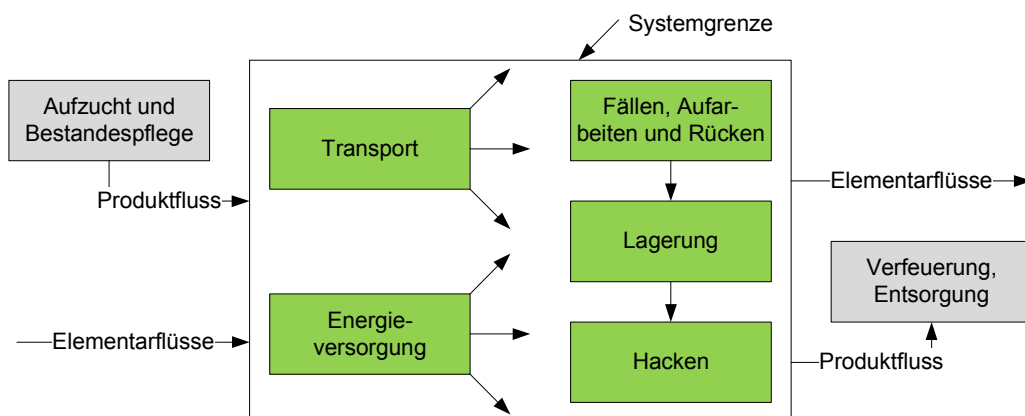 Systemgrenze
Aufzucht und
Bestandespflege
Produktfluss
Elementarflüsse
Transport
Energie-
versorgung
Fällen, Aufar-
beiten und Rücken
Lagerung
Hacken
Elementarflüsse
Verfeuerung,
Entsorgung
Produktfluss